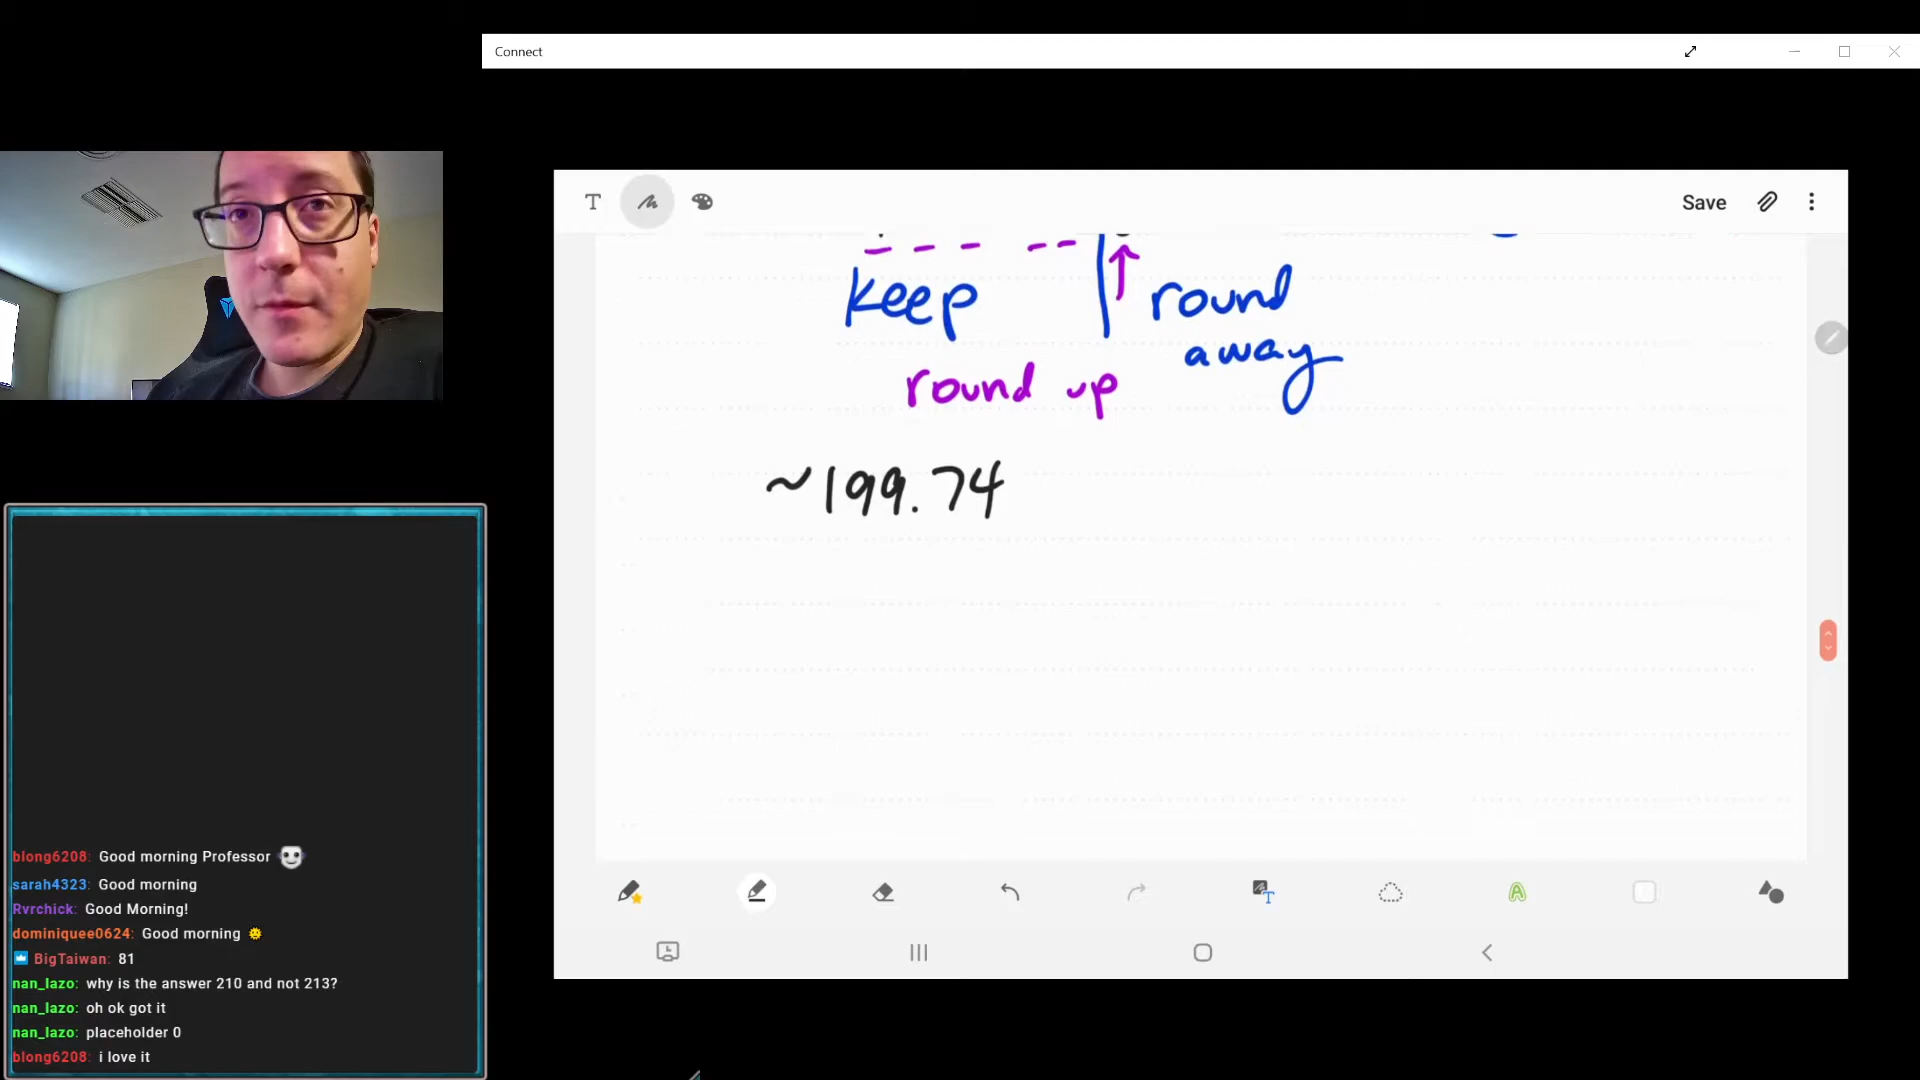 Connect
T
Save
keep
round
away
round up
~199.74
blong6208: Good morning Professor
sarah4323: Good morning
Rvrchick: Good Morning!
dominiquee0624: Good morning
BigTaiwan: 81
nan_lazo: why is the answer 210 and not 213?
nan_lazo: oh ok got it
nan_lazo: placeholder 0
blong6208: i love it